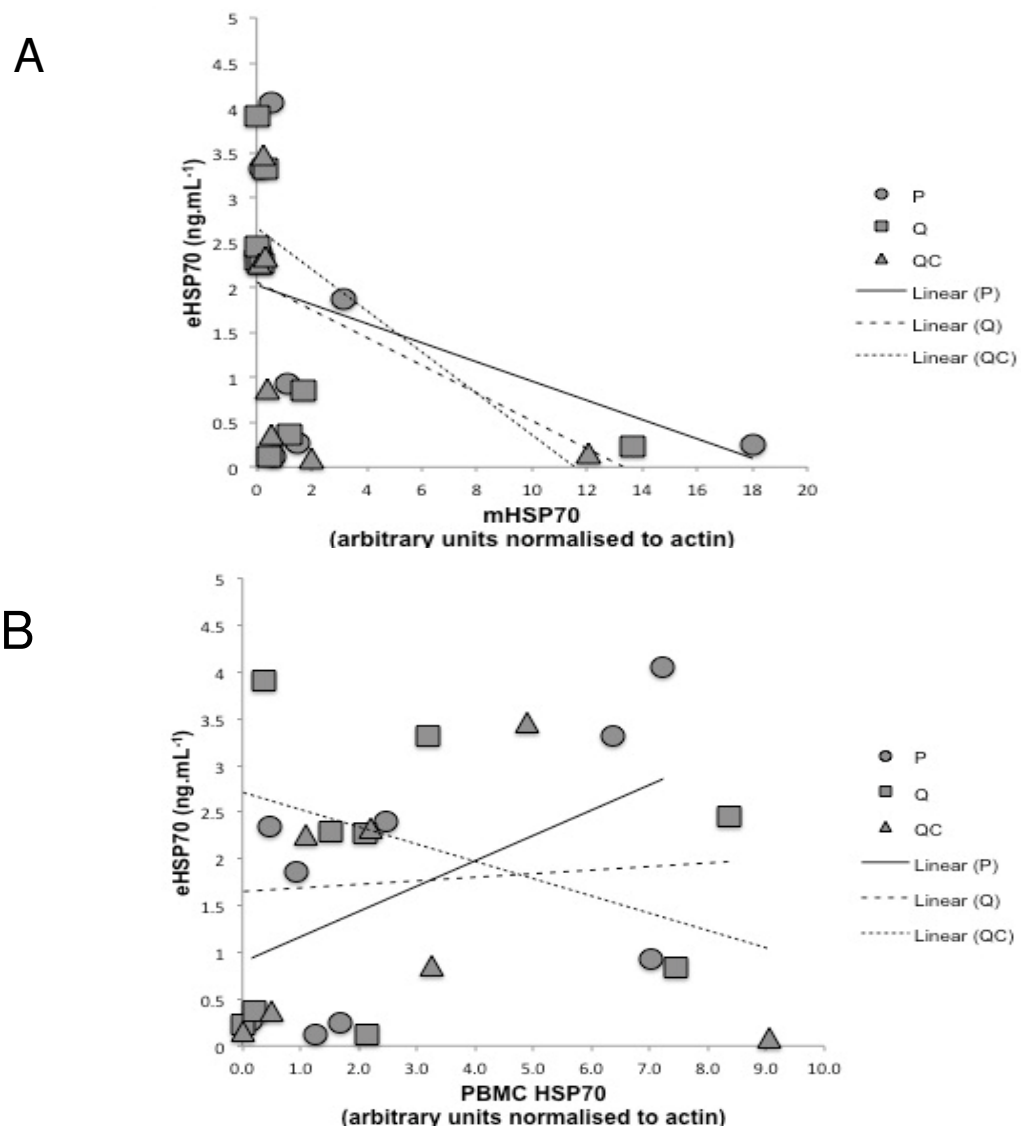 A
5
4.5
4
3.5
3
2.5
2
1.5
1
0.5
0
eHSP70 (ng.mL-1)
0 2 4 6 8 10 12 14 16 18 20
mHSP70
(arbitrary units normalised to actin)
P
Q
QC
Linear (P)
Linear (Q)
Linear (QC)
B
5
4.5
4
3.5
3
2.5
2
1.5
1
0.5
0
eHSP70 (ng.mL-1)
0.0 1.0 2.0 3.0 4.0 5.0 6.0 7.0 8.0 9.0 10.0
PBMC HSP70
(arbitrary units normalised to actin)
P
Q
QC
Linear (P)
Linear (Q)
Linear (QC)